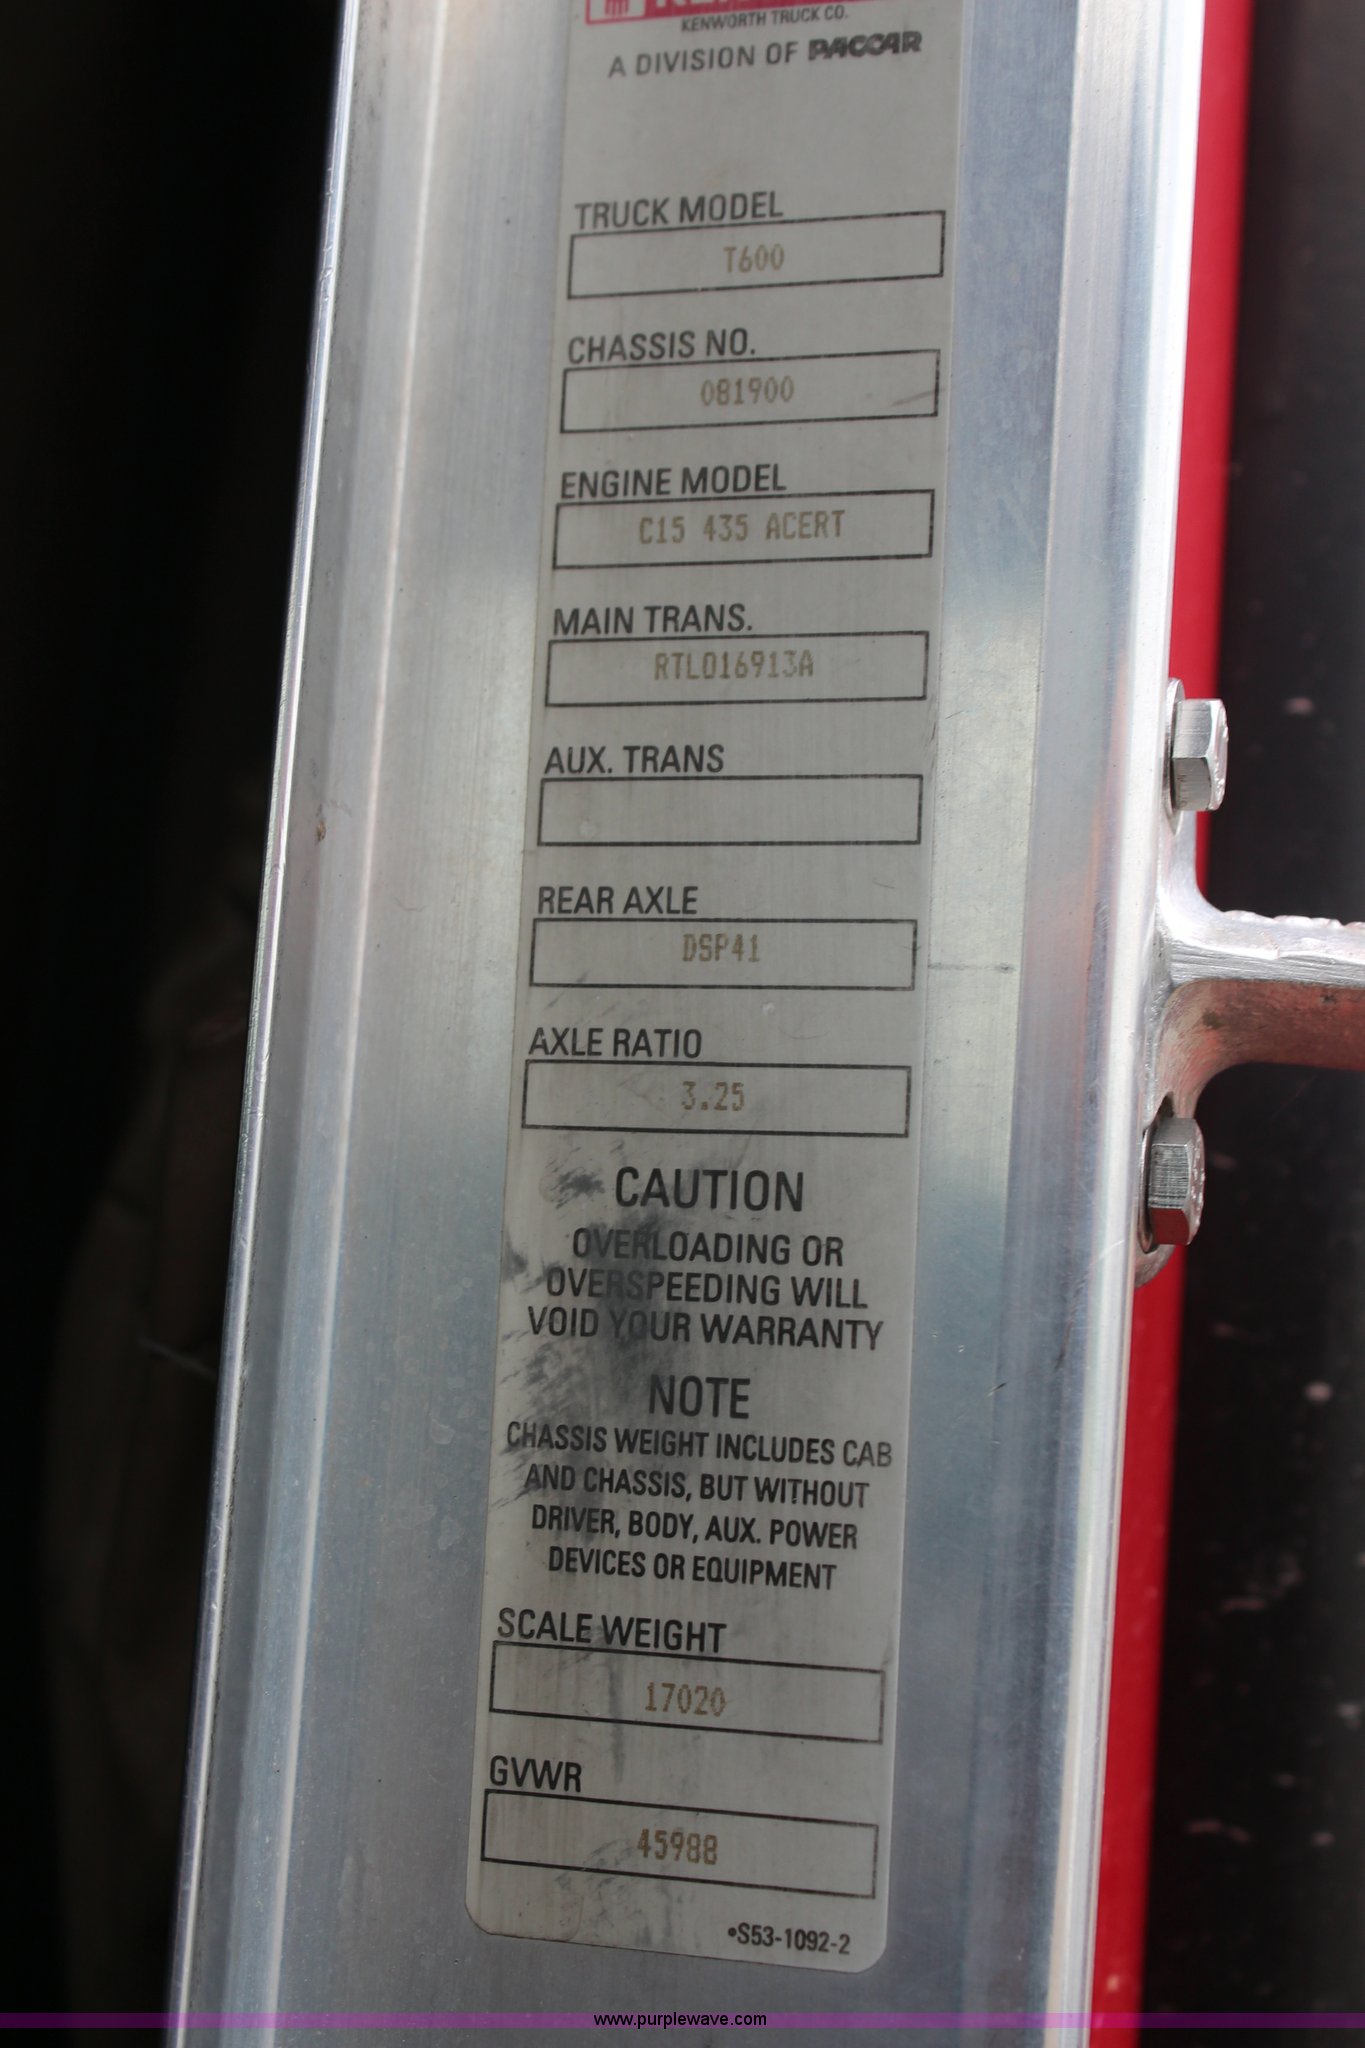 KENWORTH TRUCK CO.
A DIVISION OF PACCAR
TRUCK MODEL
T600
CHASSIS NO.
081900
ENGINE MODEL
C15 435 ACERT
MAIN TRANS.
RTLO16913A
AUX. TRANS
REAR AXLE
DSP41
AXLE RATIO
3.25
CAUTION
OVERLOADING OR
OVERSPEEDING WILL
VOID YOUR WARRANTY
NOTE
CHASSIS WEIGHT INCLUDES CAB
AND CHASSIS, BUT WITHOUT
DRIVER, BODY, AUX. POWER
DEVICES OR EQUIPMENT
SCALE WEIGHT
17020
GVWR
45988
•S53-1092-2
www.purplewave.com